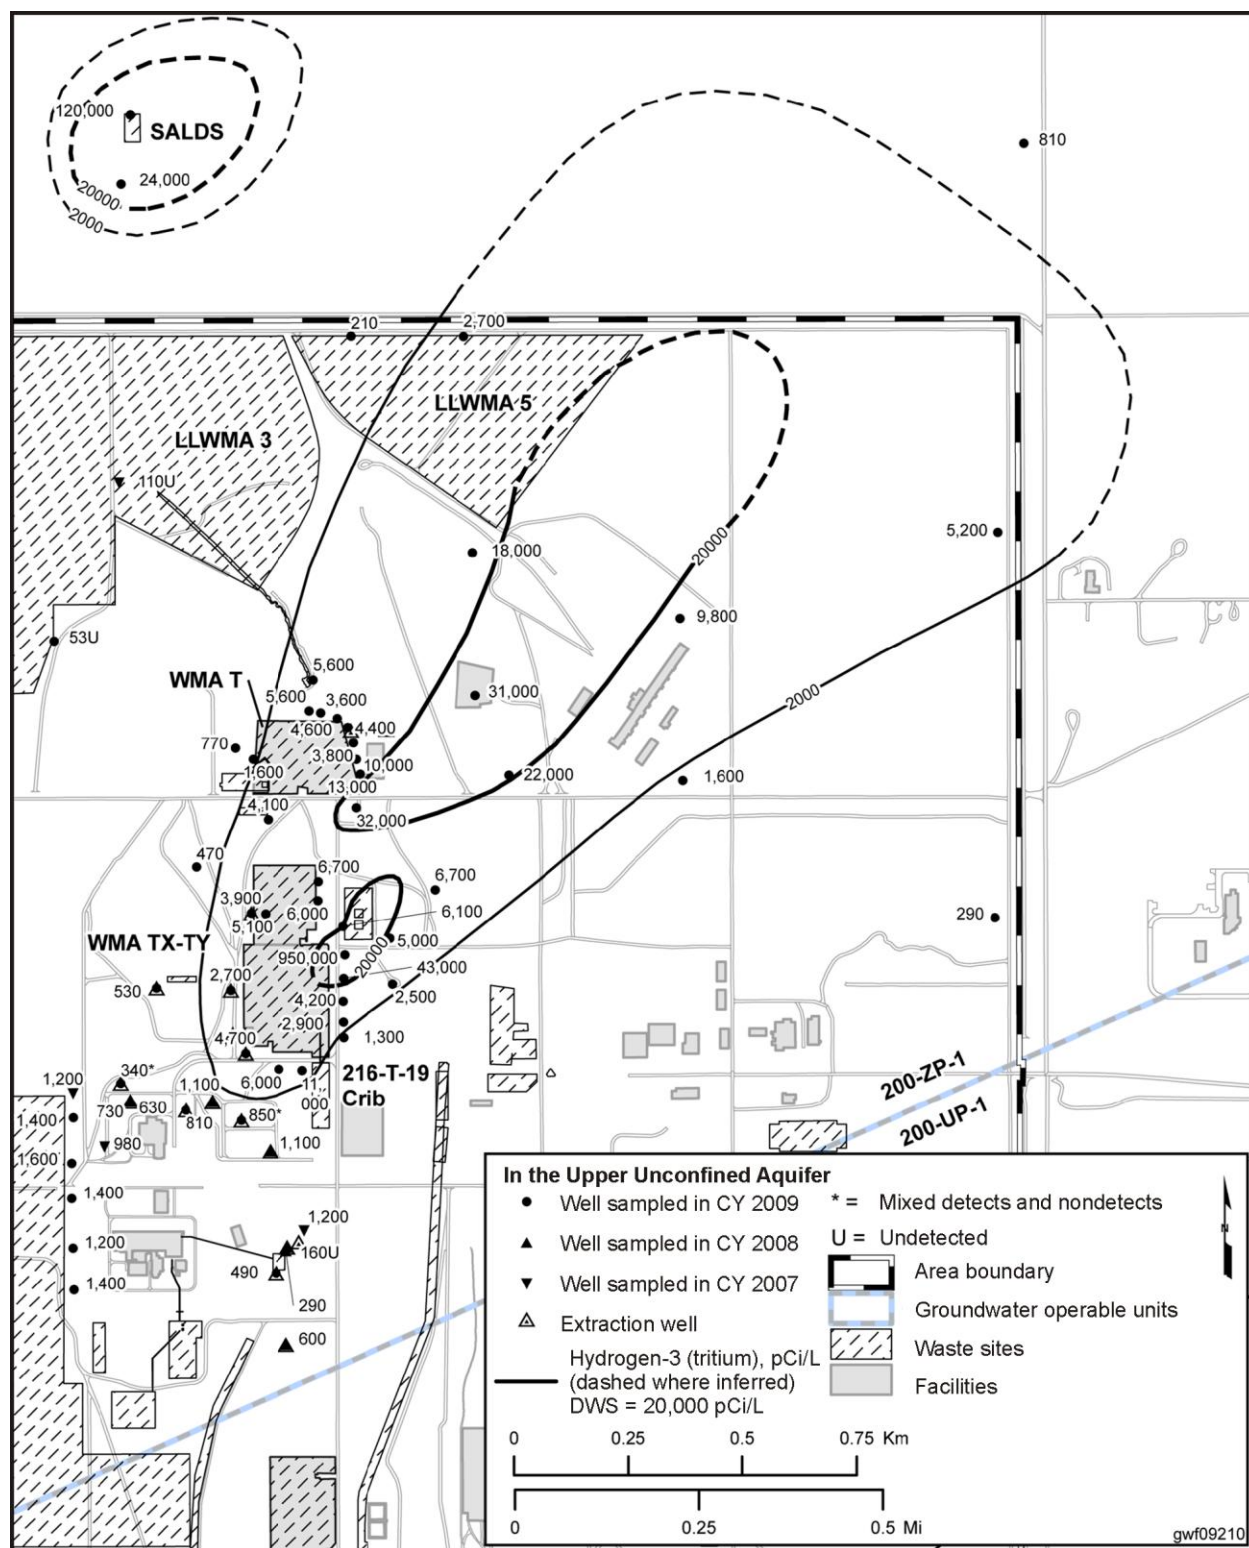 120,000
SALDS
24,000
20000
2000
810
210
2,700
LLWMA 5
LLWMA 3
110U
18,000
20000
5,200
53U
9,800
5,600
WMA T
5,600
3,600
31,000
2000
4,600
4,400
770
3,800
10,000
1,600
13,000
22,000
1,600
4,100
32,000
470
6,700
6,700
3,900
6,000
6,100
5,100
290
WMA TX-TY
5,000
950,000
20000
43,000
2,700
530
4,200
2,500
2,900
4,700
1,300
340*
1,200
1,100
6,000
11,
000
216-T-19
Crib
200-ZP-1
730
630
1,400
810
850*
200-UP-1
980
1,100
1,600
1,400
1,200
1,200
160U
490
1,400
290
600
In the Upper Unconfined Aquifer
Well sampled in CY 2009
* = Mixed detects and nondetects
Well sampled in CY 2008
U = Undetected
Area boundary
Well sampled in CY 2007
Groundwater operable units
Extraction well
Waste sites
Hydrogen-3 (tritium), pCi/L
(dashed where inferred)
DWS = 20,000 pCi/L
Facilities
N
0 0.25 0.5 0.75 Km
0 0.25 0.5 Mi
gwf09210